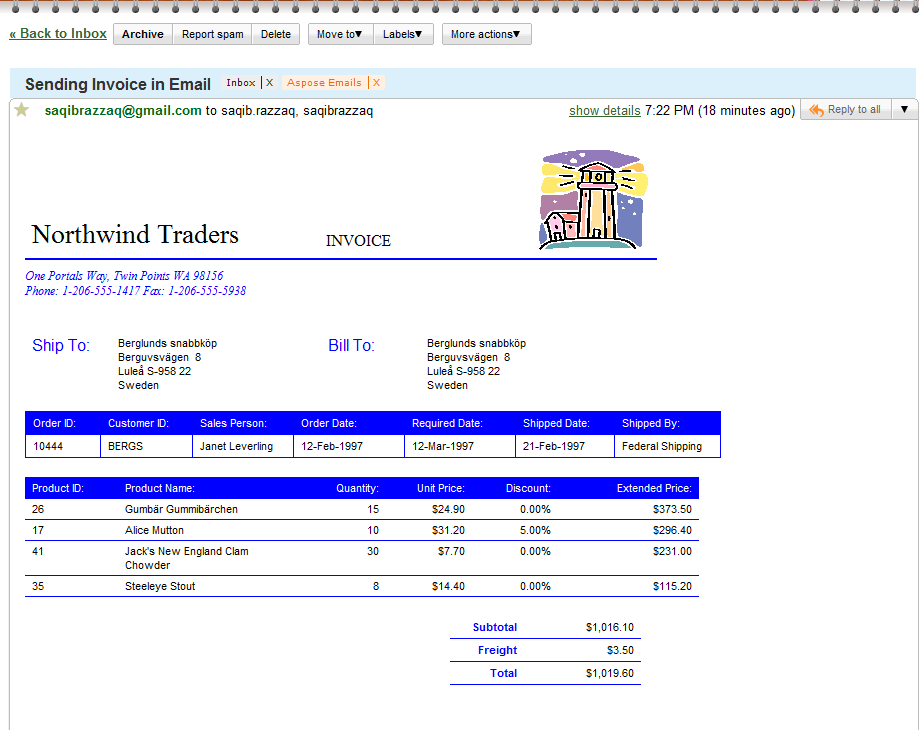 « Back to Inbox Archive Report spam Delete Move to▼ Labels▼ More actions▼
Sending Invoice in Email Inbox | X Aspose Emails | X
saqibrazzaq@gmail.com to saqib.razzaq, saqibrazzaq show details 7:22 PM (18 minutes ago) Reply to all ▼
Northwind Traders INVOICE
One Portals Way, Twin Points WA 98156
Phone: 1-206-555-1417 Fax: 1-206-555-5938
Ship To: Berglunds snabbköp Bill To: Berglunds snabbköp
Berguvsvägen 8 Berguvsvägen 8
Luleå S-958 22 Luleå S-958 22
Sweden Sweden
Order ID: Customer ID: Sales Person: Order Date: Required Date: Shipped Date: Shipped By:
10444 BERGS Janet Leverling 12-Feb-1997 12-Mar-1997 21-Feb-1997 Federal Shipping
Product ID: Product Name: Quantity: Unit Price: Discount: Extended Price:
26 Gumbär Gummibärchen 15 $24.90 0.00% $373.50
17 Alice Mutton 10 $31.20 5.00% $296.40
41 Jack's New England Clam 30 $7.70 0.00% $231.00
Chowder
35 Steeleye Stout 8 $14.40 0.00% $115.20
Subtotal $1,016.10
Freight $3.50
Total $1,019.60